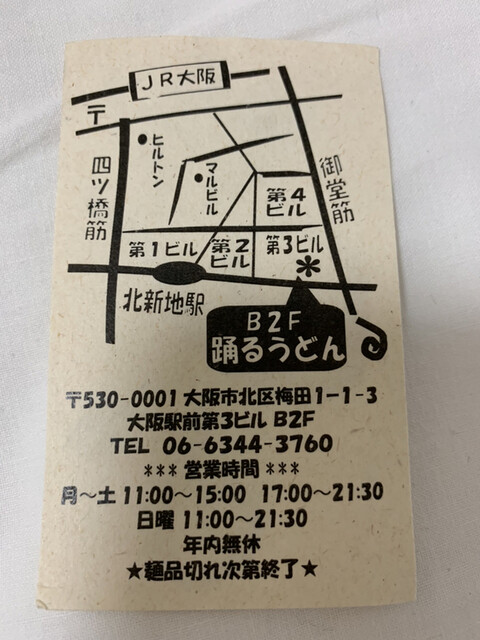 JR大阪
〒
ヒルトン
マルビル
四ツ橋筋
御堂筋
第4ビル
第1ビル
第2ビル
第3ビル
＊
北新地駅
B2F
踊るうどん
〒530-0001 大阪市北区梅田1-1-3
大阪駅前第3ビル B2F
TEL 06-6344-3760
*** 営業時間 ***
月〜土 11:00〜15:00 17:00〜21:30
日曜 11:00〜21:30
年内無休
★麺品切れ次第終了★